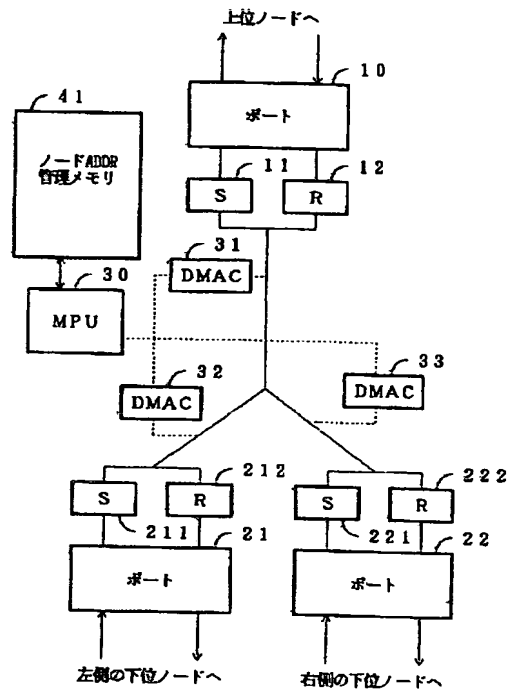 上位ノードへ
10
ポート
41
ノードADDR
管理メモリ
11
12
S
R
31
DMAC
30
MPU
32
DMAC
33
DMAC
S
R
212
211
21
ポート
S
R
222
221
22
ポート
左側の下位ノードへ
右側の下位ノードへ